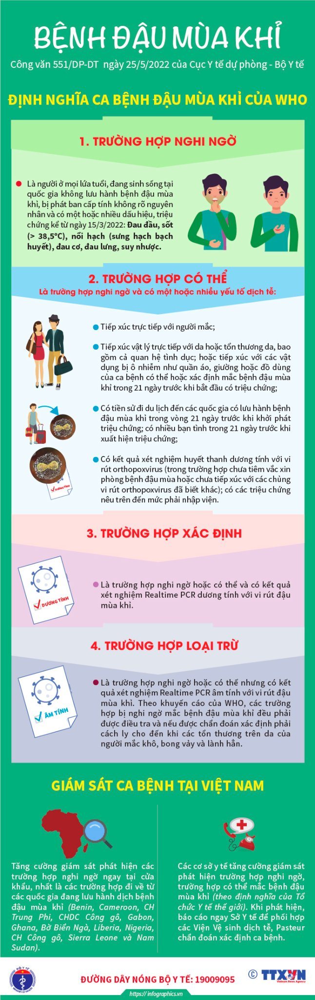 BỆNH ĐẬU MÙA KHỈ
Công văn 551/DP-DT ngày 25/5/2022 của Cục Y tế dự phòng - Bộ Y tế
ĐỊNH NGHĨA CA BỆNH ĐẬU MÙA KHỈ CỦA WHO
1. TRƯỜNG HỢP NGHI NGỜ
Là người ở mọi lứa tuổi, đang sinh sống tại
quốc gia không lưu hành bệnh đậu mùa
khỉ, bị phát ban cấp tính không rõ nguyên
nhân và có một hoặc nhiều dấu hiệu, triệu
chứng kể từ ngày 15/3/2022: Đau đầu, sốt
(> 38,5°C), nổi hạch (sưng hạch bạch
huyết), đau cơ, đau lưng, suy nhược.
2. TRƯỜNG HỢP CÓ THỂ
Là trường hợp nghi ngờ và có một hoặc nhiều yếu tố dịch tễ:
Tiếp xúc trực tiếp với người mắc;
Tiếp xúc vật lý trực tiếp với da hoặc tổn thương da, bao
gồm cả quan hệ tình dục; hoặc tiếp xúc với các vật
dụng bị ô nhiễm như quần áo, giường hoặc đồ dùng
của ca bệnh có thể hoặc xác định mắc bệnh đậu mùa
khỉ trong 21 ngày trước khi bắt đầu có triệu chứng;
Có tiền sử đi du lịch đến các quốc gia có lưu hành bệnh
đậu mùa khỉ trong vòng 21 ngày trước khi khởi phát
triệu chứng; có nhiều bạn tình trong 21 ngày trước khi
xuất hiện triệu chứng;
Có kết quả xét nghiệm huyết thanh dương tính với vi
rút orthopoxvirus (trong trường hợp chưa tiêm vắc xin
phòng bệnh đậu mùa hoặc chưa tiếp xúc với các chủng
vi rút orthopoxvirus đã biết khác); có các triệu chứng
nêu trên đến mức phải nhập viện.
DƯƠNG TÍNH
3. TRƯỜNG HỢP XÁC ĐỊNH
Là trường hợp nghi ngờ hoặc có thể và có kết quả
xét nghiệm Realtime PCR dương tính với vi rút đậu
mùa khỉ.
DƯƠNG TÍNH
4. TRƯỜNG HỢP LOẠI TRỪ
Là trường hợp nghi ngờ hoặc có thể nhưng có kết
quả xét nghiệm Realtime PCR âm tính với vi rút đậu
mùa khỉ. Theo khuyến cáo của WHO, các trường
hợp bị nghi ngờ mắc bệnh đậu mùa khỉ đều phải
được điều tra và nếu được chẩn đoán xác định phải
cách ly cho đến khi các tổn thương trên da của
người mắc khô, bong vảy và lành hẳn.
ÂM TÍNH
GIÁM SÁT CA BỆNH TẠI VIỆT NAM
Tăng cường giám sát phát hiện các
trường hợp nghi ngờ ngay tại cửa
khẩu, nhất là các trường hợp đi về từ
các quốc gia đang lưu hành dịch bệnh
đậu mùa khỉ (Benin, Cameroon, CH
Trung Phi, CHDC Công gô, Gabon,
Ghana, Bờ Biển Ngà, Liberia, Nigeria,
CH Công gô, Sierra Leone và Nam
Sudan).
Các cơ sở y tế tăng cường giám sát
phát hiện trường hợp nghi ngờ,
trường hợp có thể mắc bệnh đậu
mùa khỉ (theo định nghĩa của Tổ
chức Y tế thế giới). Khi phát hiện,
báo cáo ngay Sở Y tế để phối hợp
các Viện Vệ sinh dịch tễ, Pasteur
chẩn đoán xác định ca bệnh.
BỘ Y TẾ
MINISTRY OF HEALTH
ĐƯỜNG DÂY NÓNG BỘ Y TẾ: 19009095
© TTXVN
Vietnam News Agency
https://infographics.vn